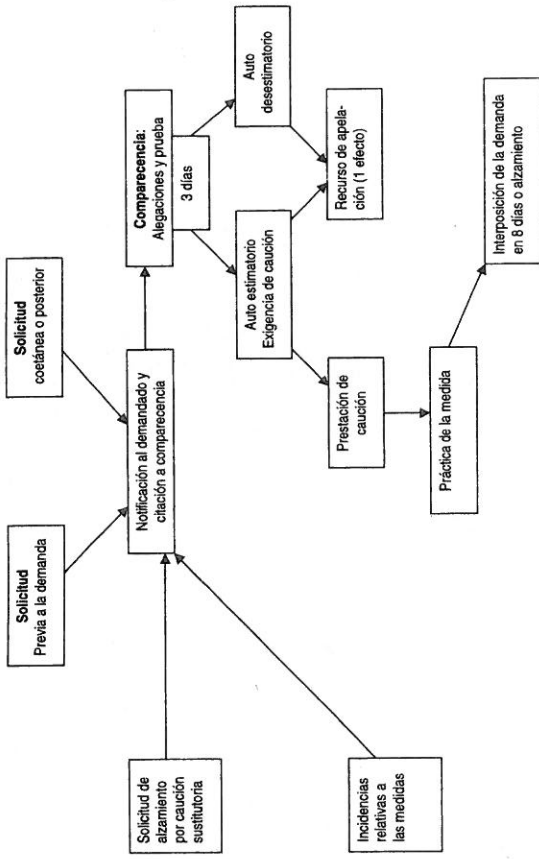 Solicitud
Previa a la demanda
Solicitud
coetánea o posterior
Solicitud de
alzamiento
por caución
sustitutoria
Notificación al demandado y
citación a comparecencia
Comparecencia:
Alegaciones y prueba
3 días
Incidencias
relativas a
las medidas
Auto estimatorio
Exigencia de caución
Auto
desestimatorio
Prestación de
caución
Recurso de apela-
ción (1 efecto)
Práctica de la medida
Interposición de la demanda
en 8 días o alzamiento